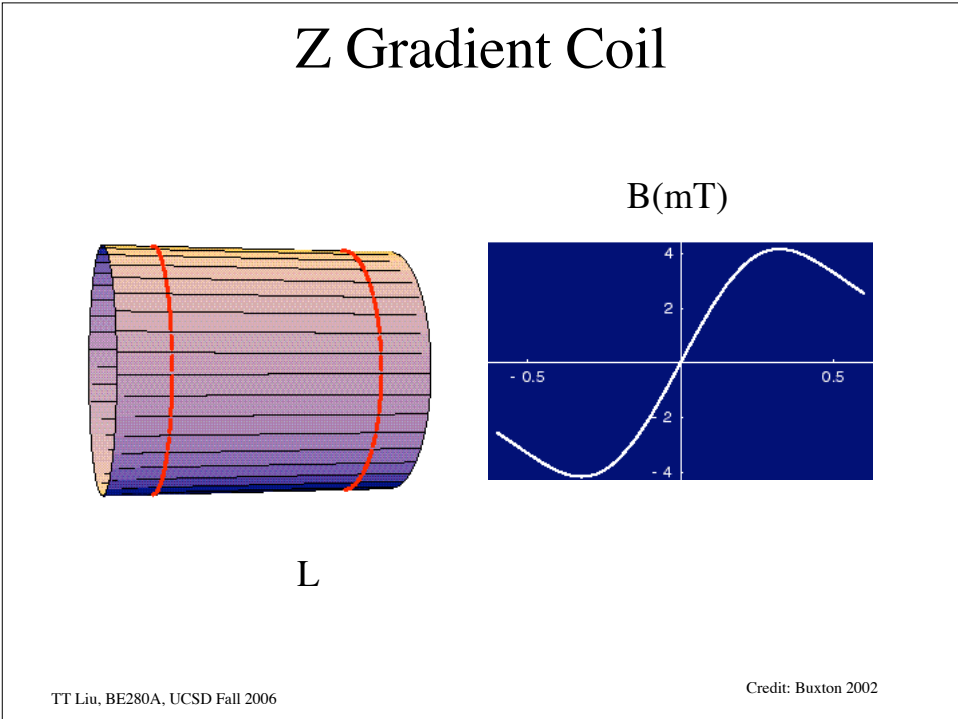 Z Gradient Coil
B(mT)
4
2
- 0.5
0.5
- 2
- 4
L
TT Liu, BE280A, UCSD Fall 2006
Credit: Buxton 2002